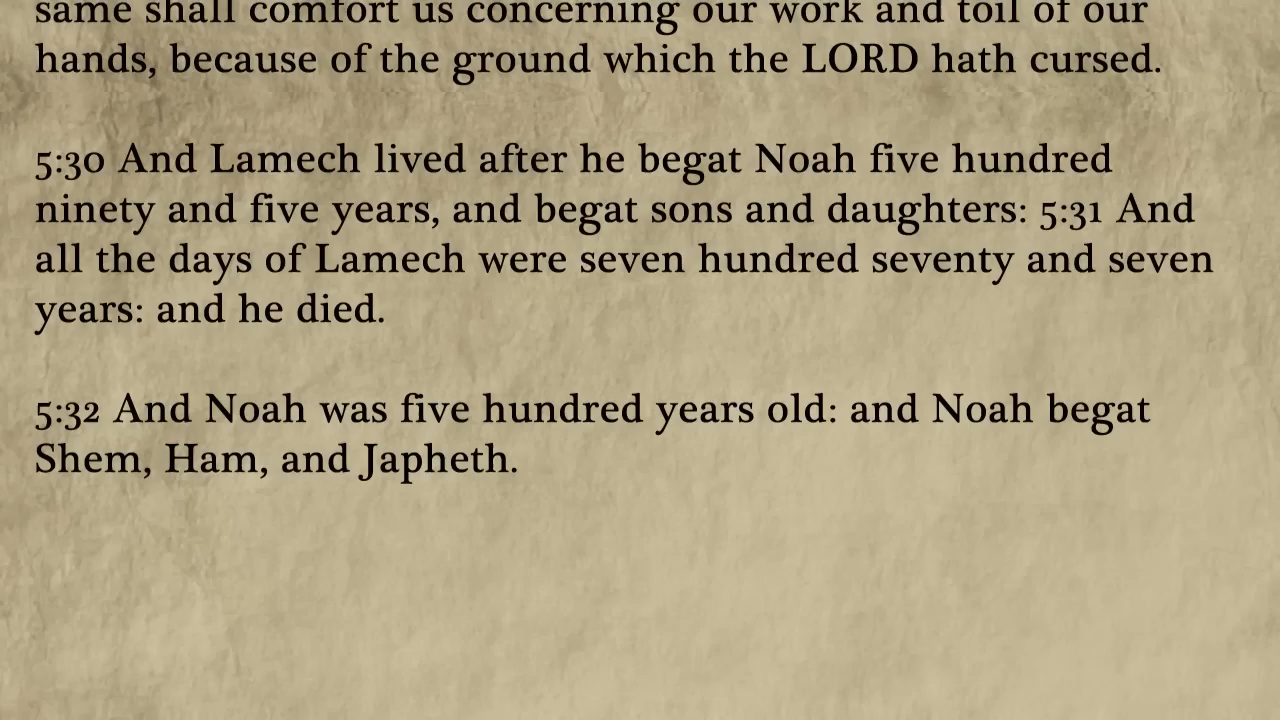 same shall comfort us concerning our work and toil of our
hands, because of the ground which the LORD hath cursed.
5:30 And Lamech lived after he begat Noah five hundred
ninety and five years, and begat sons and daughters: 5:31 And
all the days of Lamech were seven hundred seventy and seven
years: and he died.
5:32 And Noah was five hundred years old: and Noah begat
Shem, Ham, and Japheth.